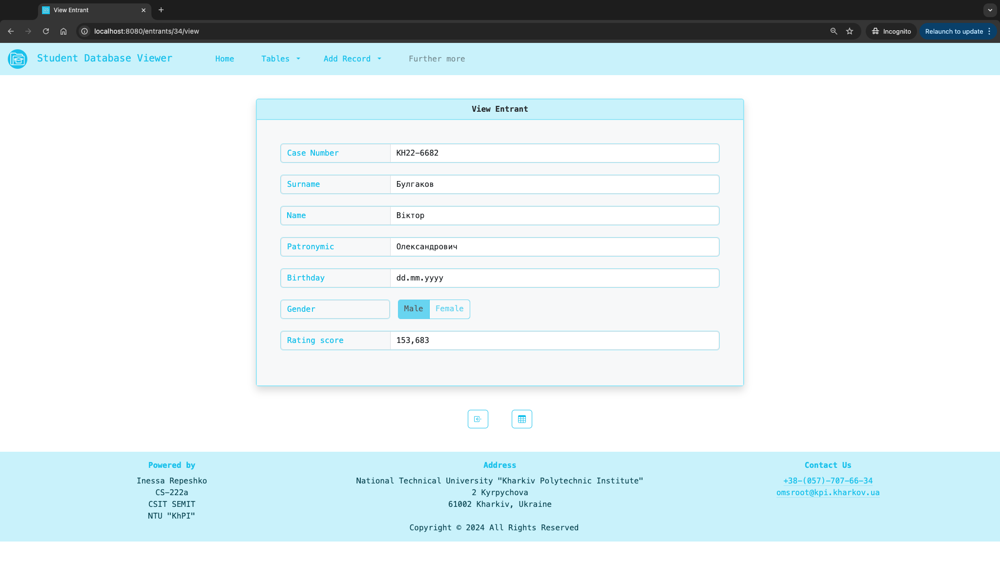 View Entrant
localhost:8080/entrants/34/view
Incognito
Relaunch to update
Student Database Viewer
Home
Tables
Add Record
Further more
View Entrant
Case Number
КН22-6682
Surname
Булгаков
Name
Віктор
Patronymic
Олександрович
Birthday
dd.mm.yyyy
Gender
Male
Female
Rating score
153,683
Powered by
Inessa Repeshko
CS-222a
CSIT SEMIT
NTU "KhPI"
Address
National Technical University "Kharkiv Polytechnic Institute"
2 Kyrpychova
61002 Kharkiv, Ukraine
Copyright © 2024 All Rights Reserved
Contact Us
+38-(057)-707-66-34
omsroot@kpi.kharkov.ua